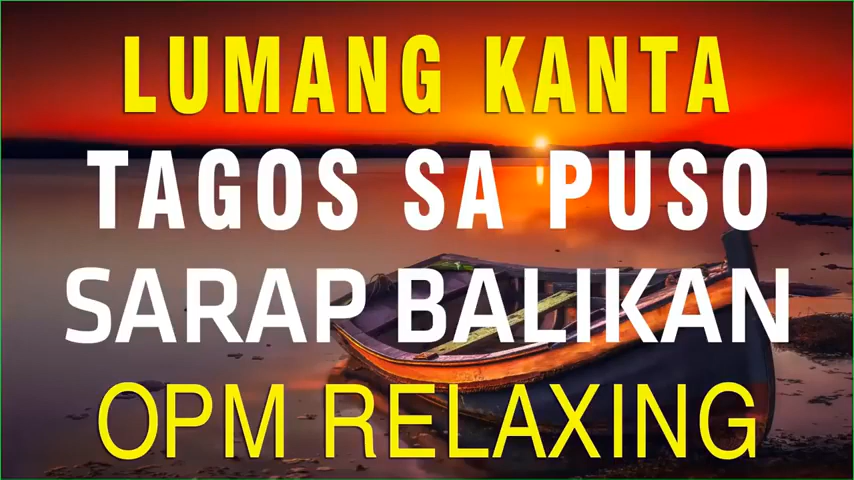 LUMANG KANTA
TAGOS SA PUSO
SARAP BALIKAN
OPM RELAXING